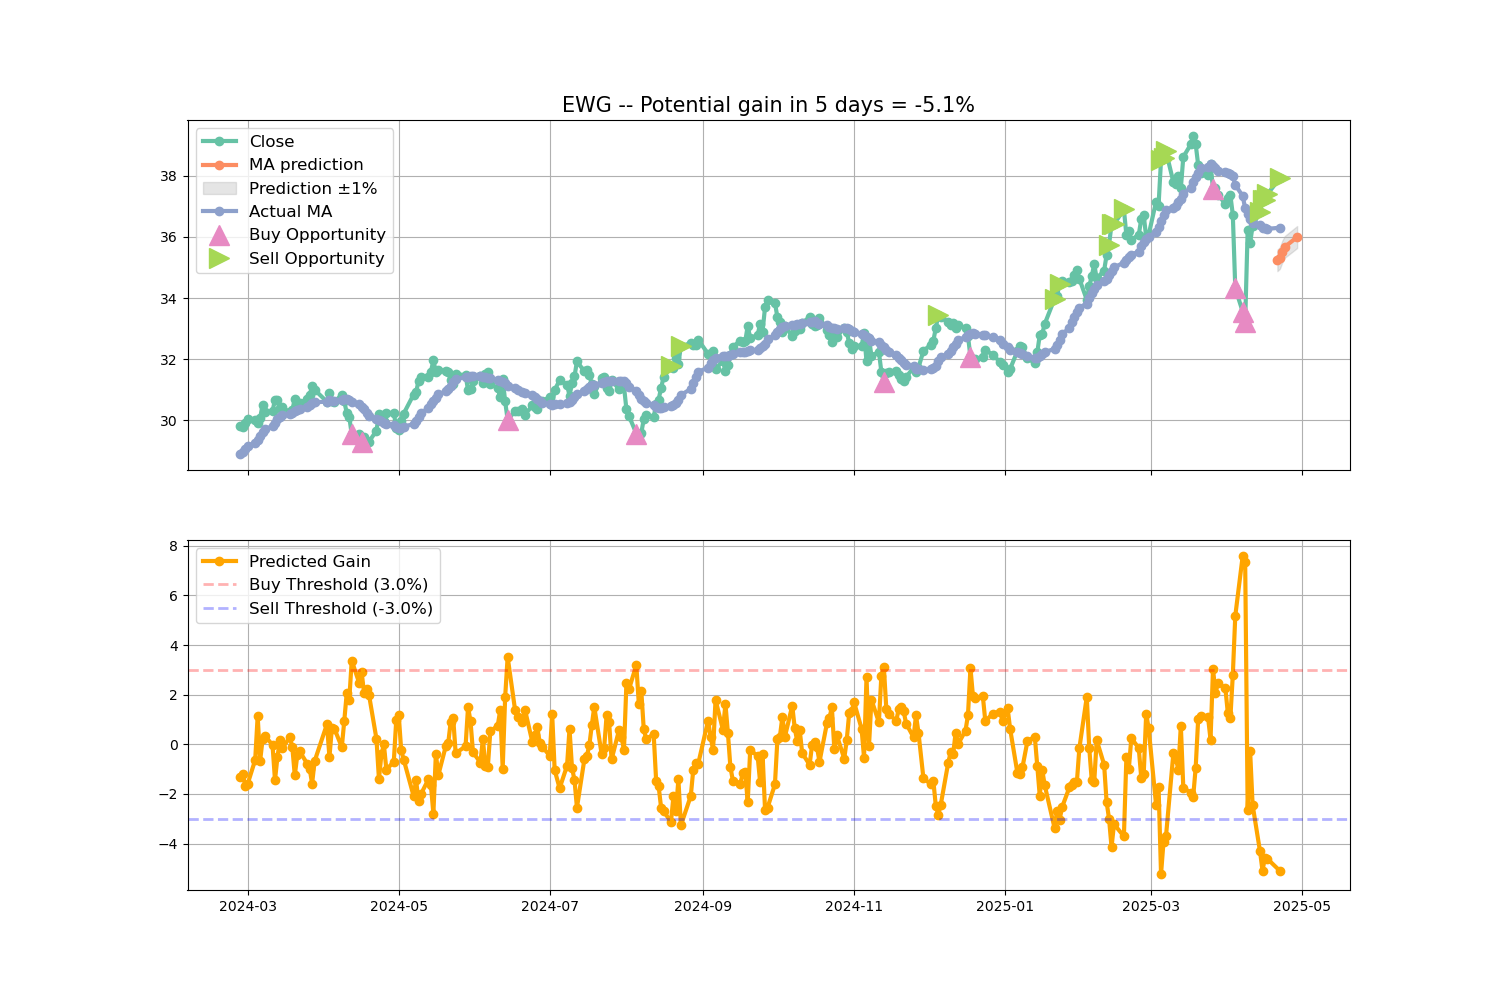 EWG -- Potential gain in 5 days = -5.1%
Close
MA prediction
Prediction ±1%
Actual MA
Buy Opportunity
Sell Opportunity
38
36
34
32
30
Predicted Gain
Buy Threshold (3.0%)
Sell Threshold (-3.0%)
8
6
4
2
0
−2
−4
2024-03 2024-05 2024-07 2024-09 2024-11 2025-01 2025-03 2025-05